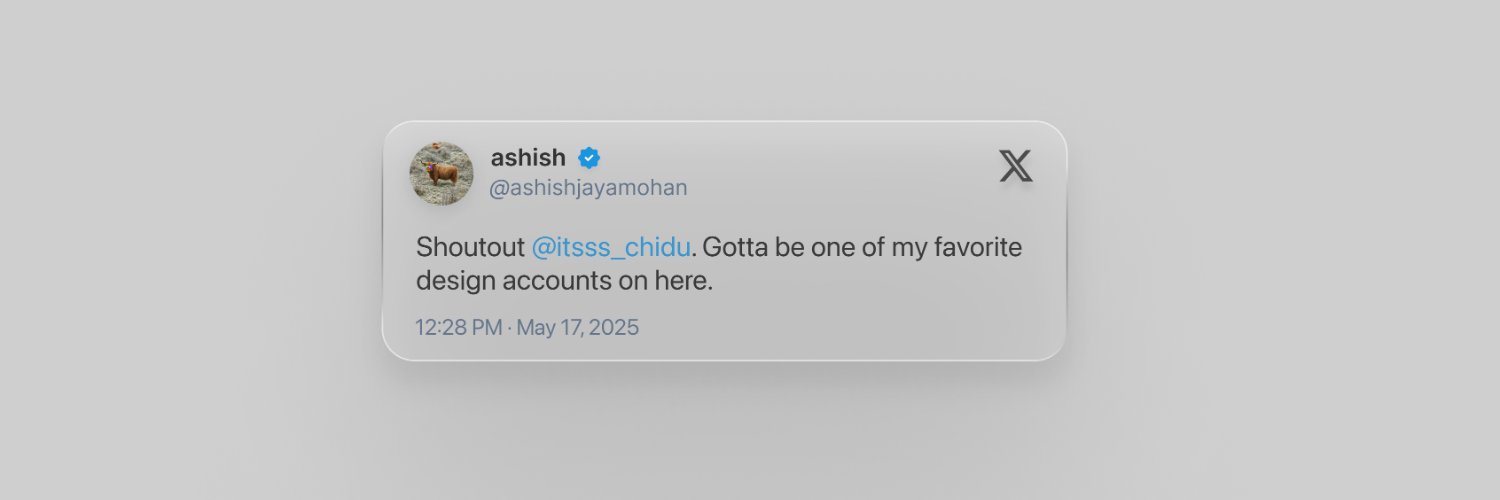 ashish
@ashishjayamohan
Shoutout @itsss_chidu. Gotta be one of my favorite
design accounts on here.
12:28 PM · May 17, 2025